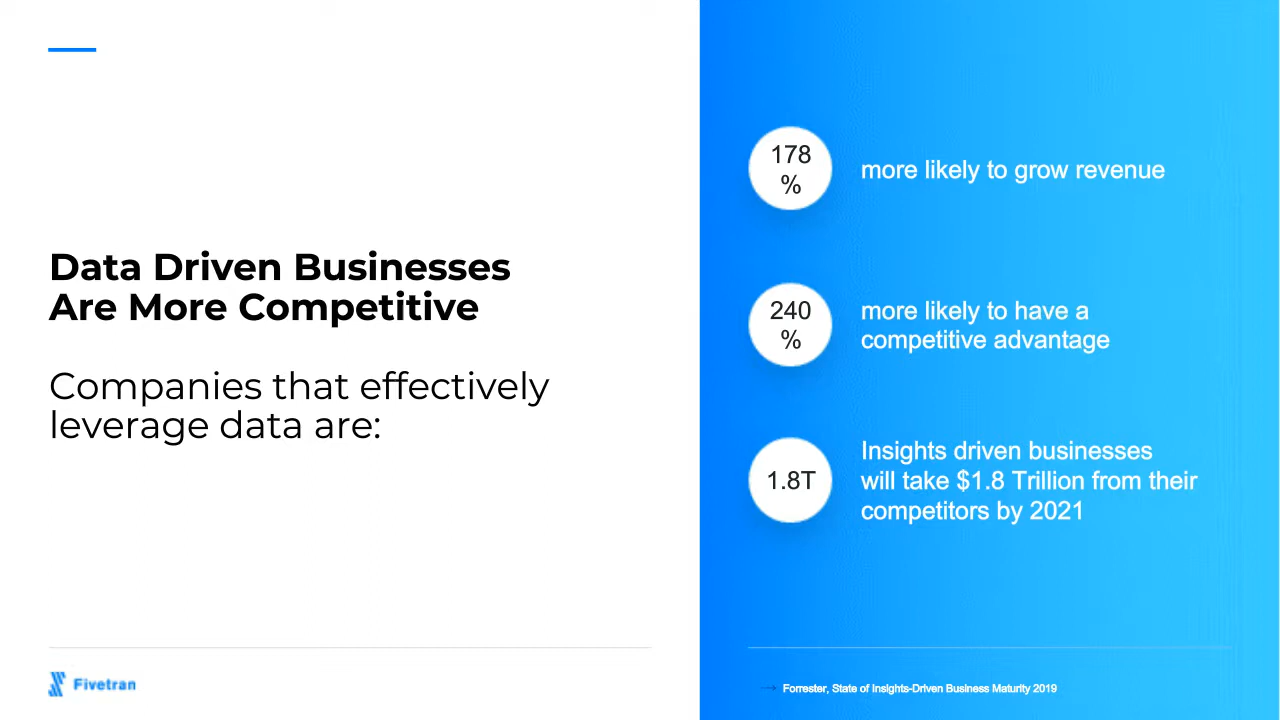 Data Driven Businesses
Are More Competitive
Companies that effectively
leverage data are:
178
%
more likely to grow revenue
240
%
more likely to have a
competitive advantage
1.8T
Insights driven businesses
will take $1.8 Trillion from their
competitors by 2021
Fivetran
Forrester, State of Insights-Driven Business Maturity 2019